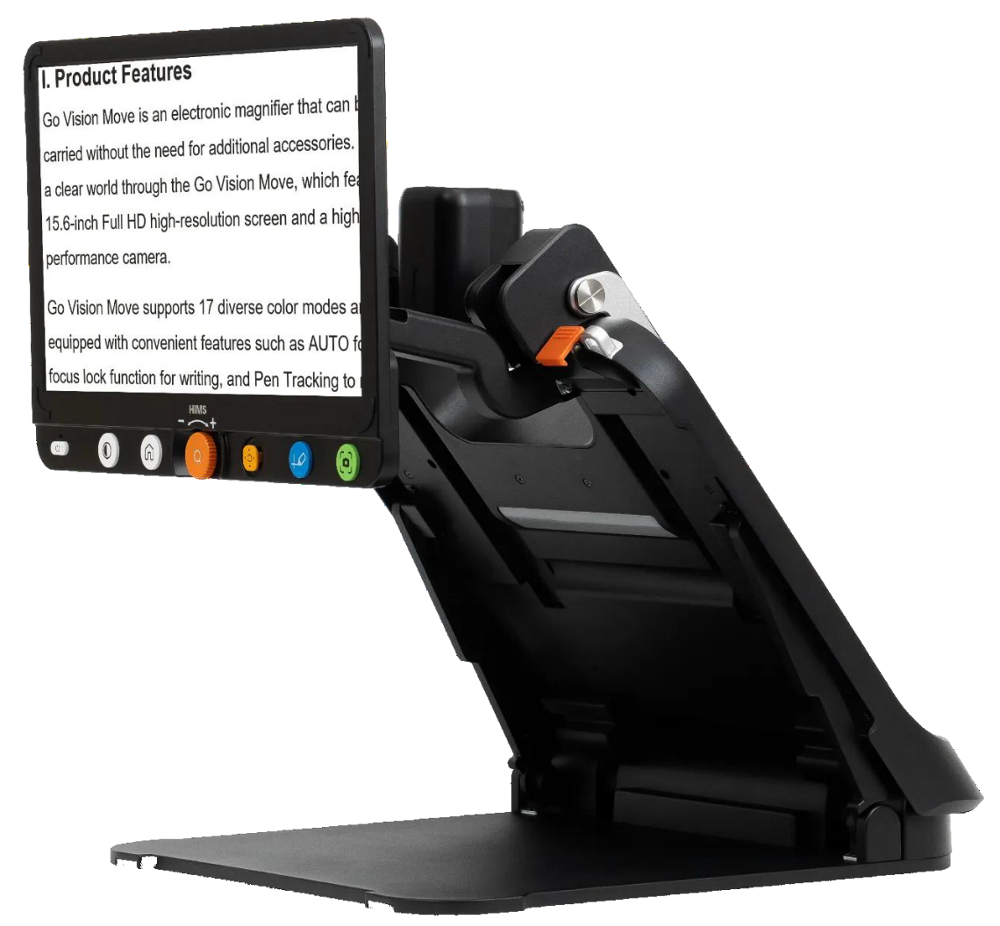 I. Product Features
Go Vision Move is an electronic magnifier that can
carried without the need for additional accessories.
a clear world through the Go Vision Move, which
15.6-inch Full HD high-resolution screen and a high
performance camera.
Go Vision Move supports 17 diverse color modes
equipped with convenient features such as AUTO
focus lock function for writing, and Pen Tracking to
HIMS
− +